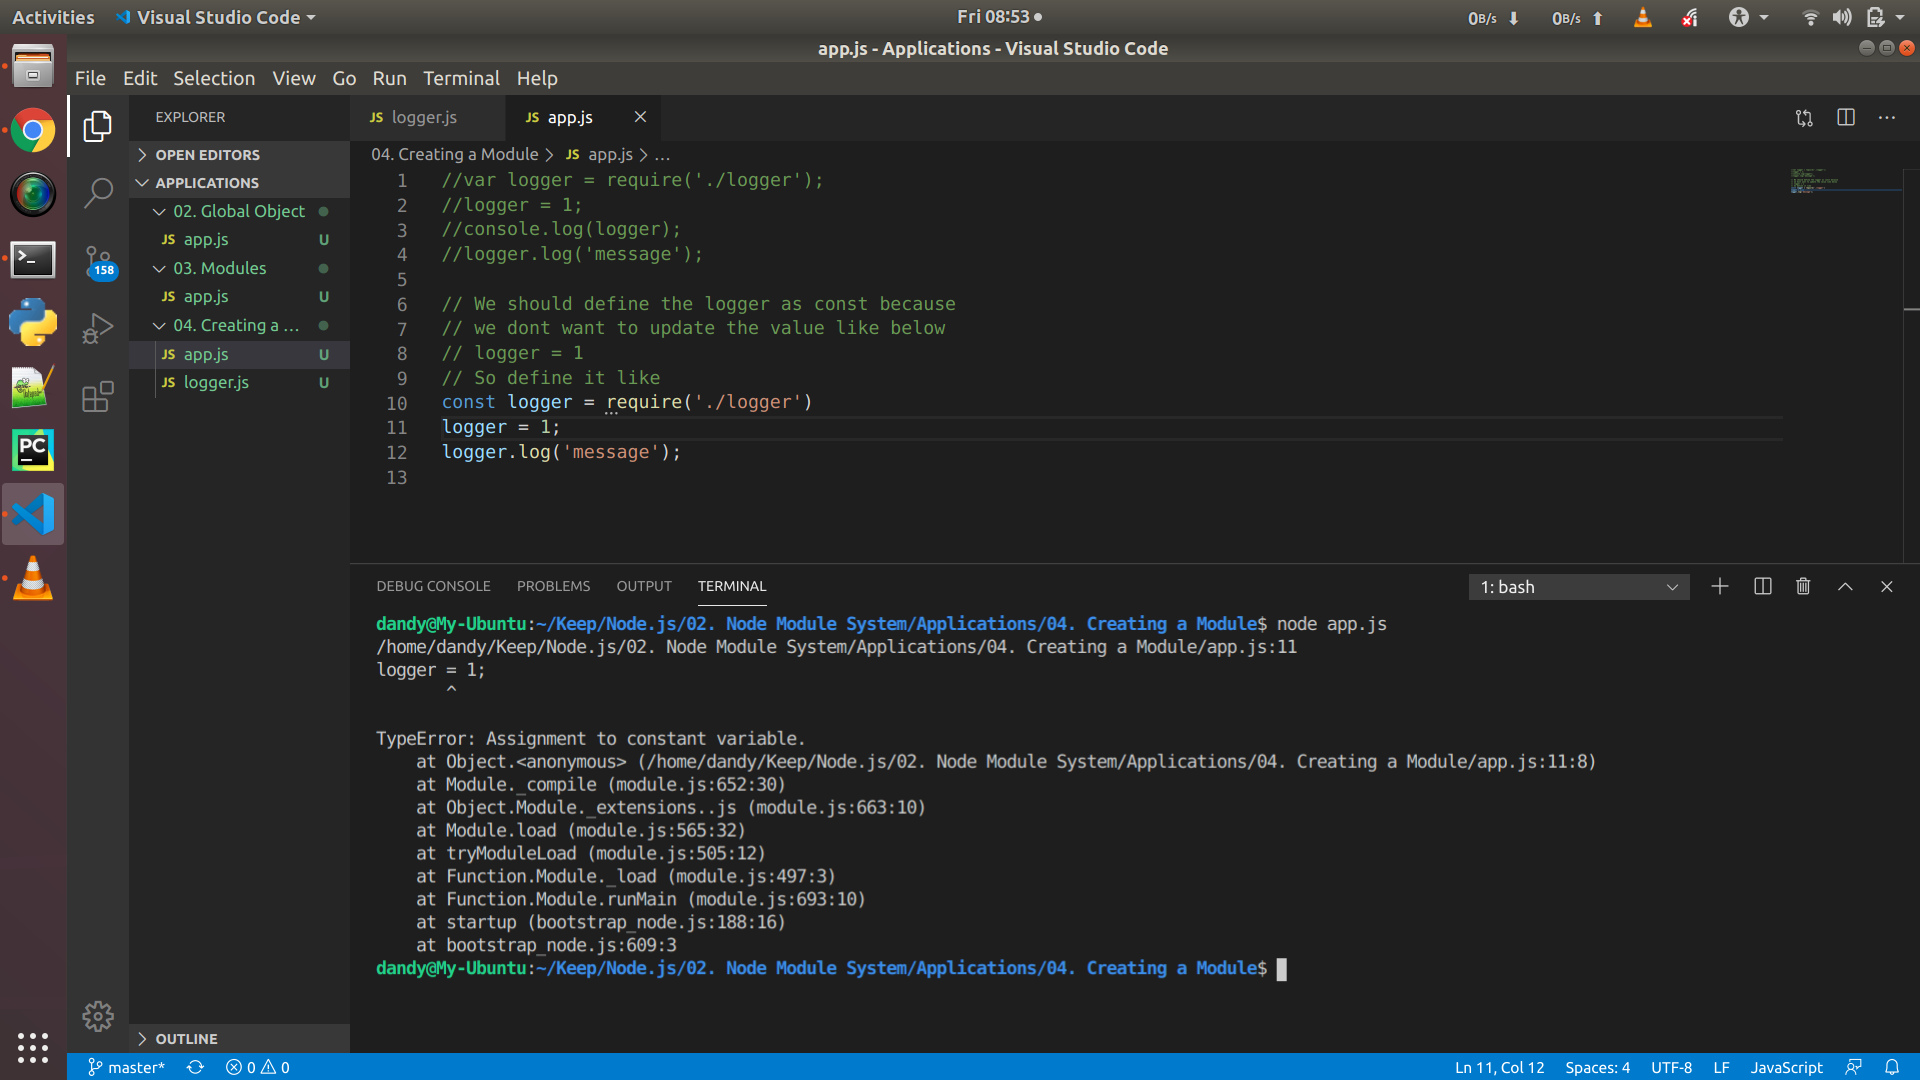 Activities Visual Studio Code Fri 08:53 0B/s 0B/s
app.js - Applications - Visual Studio Code
File Edit Selection View Go Run Terminal Help
EXPLORER
OPEN EDITORS
APPLICATIONS
02. Global Object
JS app.js U
03. Modules
JS app.js U
04. Creating a ...
JS app.js U
JS logger.js U
158
OUTLINE
JS logger.js JS app.js
04. Creating a Module > JS app.js > ...
1 //var logger = require('./logger');
2 //logger = 1;
3 //console.log(logger);
4 //logger.log('message');
5
6 // We should define the logger as const because
7 // we dont want to update the value like below
8 // logger = 1
9 // So define it like
10 const logger = require('./logger')
11 logger = 1;
12 logger.log('message');
13
DEBUG CONSOLE PROBLEMS OUTPUT TERMINAL 1: bash
dandy@My-Ubuntu:~/Keep/Node.js/02. Node Module System/Applications/04. Creating a Module$ node app.js
/home/dandy/Keep/Node.js/02. Node Module System/Applications/04. Creating a Module/app.js:11
logger = 1;
^
TypeError: Assignment to constant variable.
at Object.<anonymous> (/home/dandy/Keep/Node.js/02. Node Module System/Applications/04. Creating a Module/app.js:11:8)
at Module._compile (module.js:652:30)
at Object.Module._extensions..js (module.js:663:10)
at Module.load (module.js:565:32)
at tryModuleLoad (module.js:505:12)
at Function.Module._load (module.js:497:3)
at Function.Module.runMain (module.js:693:10)
at startup (bootstrap_node.js:188:16)
at bootstrap_node.js:609:3
dandy@My-Ubuntu:~/Keep/Node.js/02. Node Module System/Applications/04. Creating a Module$
master* 0 0 Ln 11, Col 12 Spaces: 4 UTF-8 LF JavaScript
PC